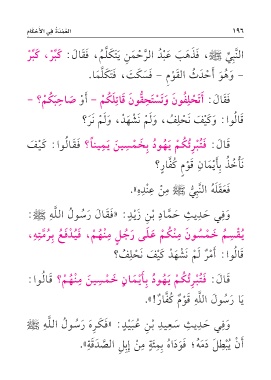 ١٩٦
العُمْدَةُ فِي الأَحْكَامِ
النَّبِيِّ ﷺ، فَذَهَبَ عَبْدُ الرَّحْمَنِ يَتَكَلَّمُ، فَقَالَ: كَبِّرْ، كَبِّرْ
- وَهُوَ أَحْدَثُ القَوْمِ - فَسَكَتَ، فَتَكَلَّمَا.
فَقَالَ: أَتَحْلِفُونَ وَتَسْتَحِقُّونَ قَاتِلَكُمْ - أَوْ صَاحِبَكُمْ؟ -
قَالُوا: وَكَيْفَ نَحْلِفُ، وَلَمْ نَشْهَدْ، وَلَمْ نَرَ؟
قَالَ: فَتُبْرِئُكُمْ يَهُودُ بِخَمْسِينَ يَمِيناً؟ فَقَالُوا: كَيْفَ
نَأْخُذُ بِأَيْمَانِ قَوْمٍ كُفَّارٍ؟
فَعَقَلَهُ النَّبِيُّ ﷺ مِنْ عِنْدِهِ».
وَفِي حَدِيثِ حَمَّادِ بْنِ زَيْدٍ: «فَقَالَ رَسُولُ اللَّهِ ﷺ:
يُقْسِمُ خَمْسُونَ مِنْكُمْ عَلَى رَجُلٍ مِنْهُمْ، فَيُدْفَعُ بِرُمَّتِهِ،
قَالُوا: أَمْرٌ لَمْ نَشْهَدْ كَيْفَ نَحْلِفُ؟
قَالَ: فَتُبْرِئُكُمْ يَهُودُ بِأَيْمَانِ خَمْسِينَ مِنْهُمْ؟ قَالُوا:
يَا رَسُولَ اللَّهِ قَوْمٌ كُفَّارٌ!».
وَفِي حَدِيثِ سَعِيدِ بْنِ عُبَيْدٍ: «فَكَرِهَ رَسُولُ اللَّهِ ﷺ
أَنْ يُبْطِلَ دَمَهُ؛ فَوَدَاهُ بِمِئَةٍ مِنْ إِبِلِ الصَّدَقَةِ».